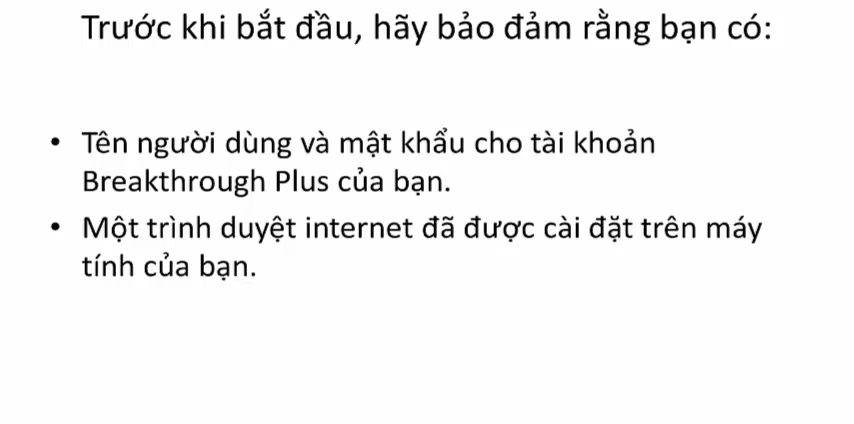 Trước khi bắt đầu, hãy bảo đảm rằng bạn có:
• Tên người dùng và mật khẩu cho tài khoản
Breakthrough Plus của bạn.
• Một trình duyệt internet đã được cài đặt trên máy
tính của bạn.